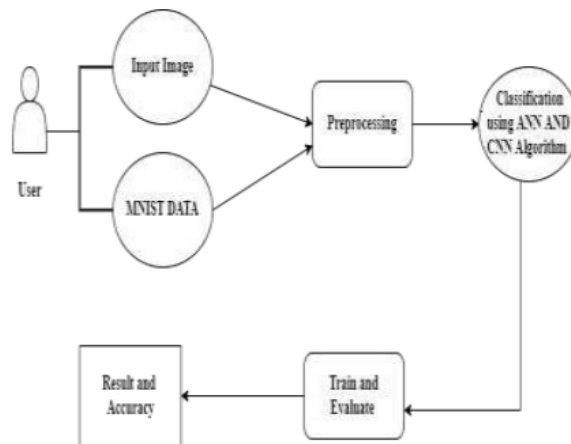 Input Image
Preprocessing
Classification
using ANN AND
CNN Algorithm
User
MNIST DATA
Result and
Accuracy
Train and
Evaluate